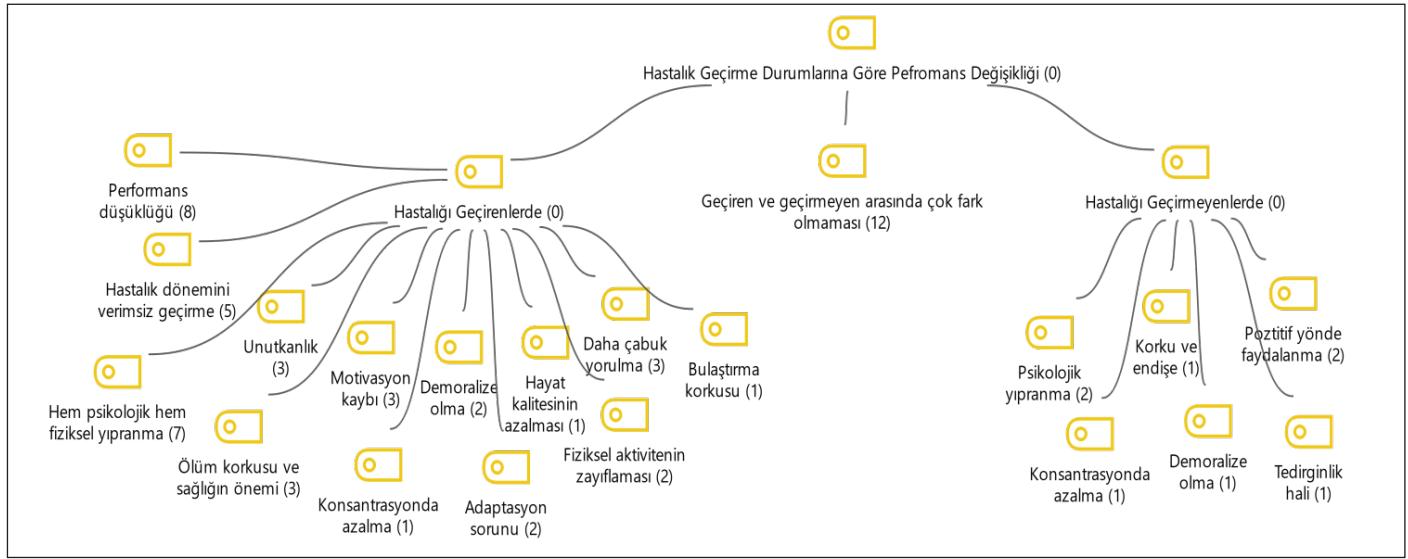 Hastalık Geçirme Durumlarına Göre Pefromans Değişikliği (0)
Performans
düşüklüğü (8)
Hastalığı Geçirenlerde (0)
Geçiren ve geçirmeyen arasında çok fark
olmaması (12)
Hastalığı Geçirmeyenlerde (0)
Hastalık dönemini
verimsiz geçirme (5)
Hem psikolojik hem
fiziksel yıpranma (7)
Unutkanlık
(3)
Ölüm korkusu ve
sağlığın önemi (3)
Motivasyon
kaybı (3)
Konsantrasyonda
azalma (1)
Demoralize
olma (2)
Adaptasyon
sorunu (2)
Hayat
kalitesinin
azalması (1)
Daha çabuk
yorulma (3)
Fiziksel aktivitenin
zayıflaması (2)
Bulaştırma
korkusu (1)
Psikolojik
yıpranma (2)
Konsantrasyonda
azalma (1)
Korku ve
endişe (1)
Demoralize
olma (1)
Poztitif yönde
faydalanma (2)
Tedirginlik
hali (1)